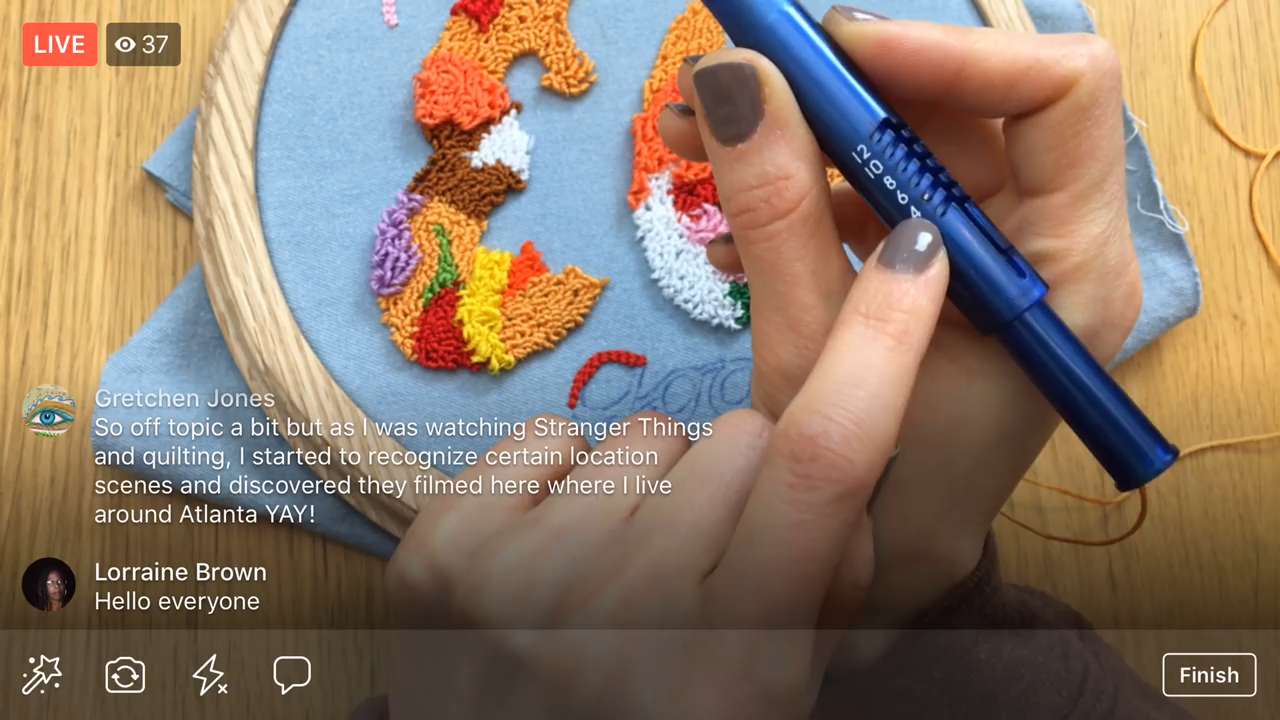 LIVE
37
12
10
8
6
4
Gretchen Jones
So off topic a bit but as I was watching Stranger Things
and quilting, I started to recognize certain location
scenes and discovered they filmed here where I live
around Atlanta YAY!
Lorraine Brown
Hello everyone
Finish